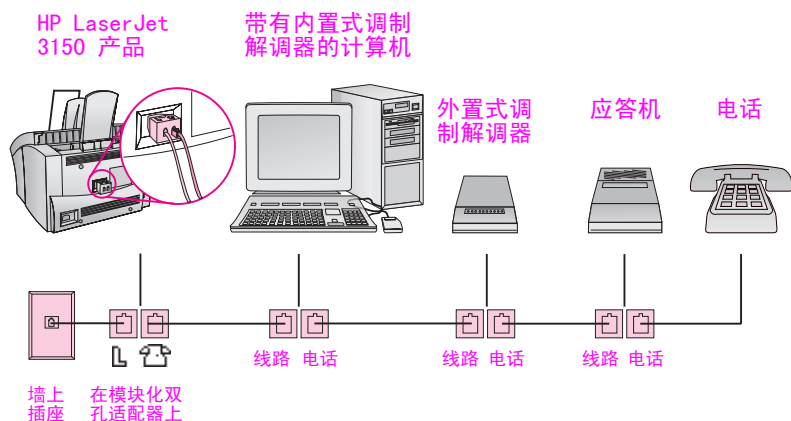 HP LaserJet
3150 产品
带有内置式调制
解调器的计算机
外置式调
制解调器
应答机
电话
L
线路 电话
线路 电话
线路 电话
墙上
插座
在模块化双
孔适配器上